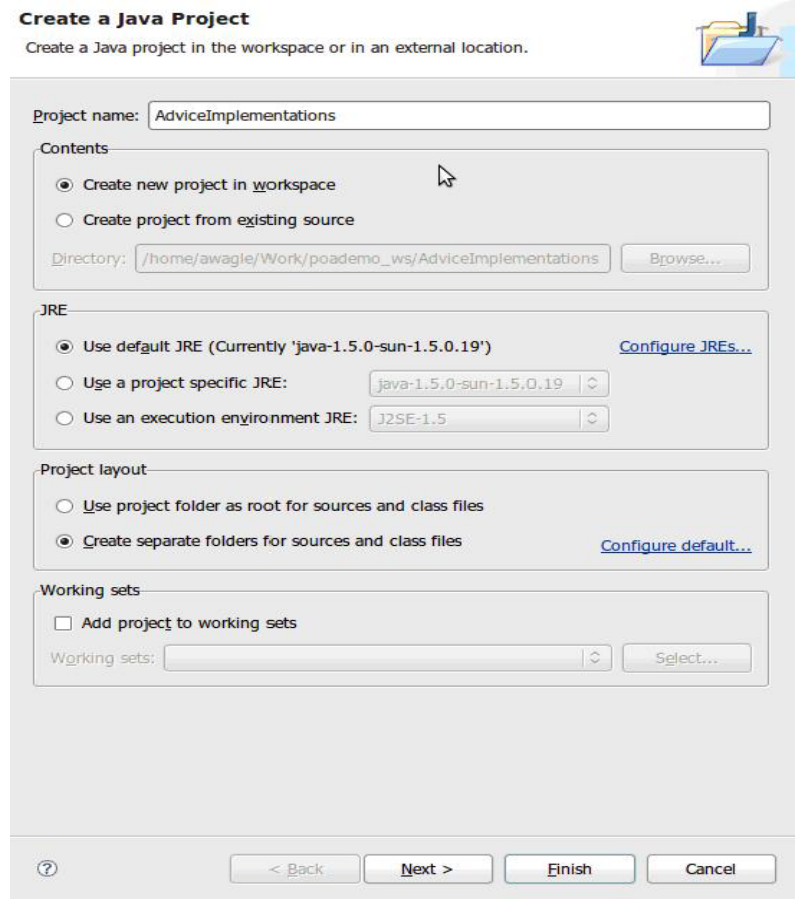 Create a Java Project
Create a Java project in the workspace or in an external location.
Project name: AdviceImplementations
Contents
Create new project in workspace
Create project from existing source
Directory: /home/awagle/Work/poademo_ws/AdviceImplementations Browse...
JRE
Use default JRE (Currently 'java-1.5.0-sun-1.5.0.19') Configure JREs...
Use a project specific JRE: java-1.5.0-sun-1.5.0.19
Use an execution environment JRE: J2SE-1.5
Project layout
Use project folder as root for sources and class files
Create separate folders for sources and class files Configure default...
Working sets
Add project to working sets
Working sets: Select...
? < Back Next > Finish Cancel